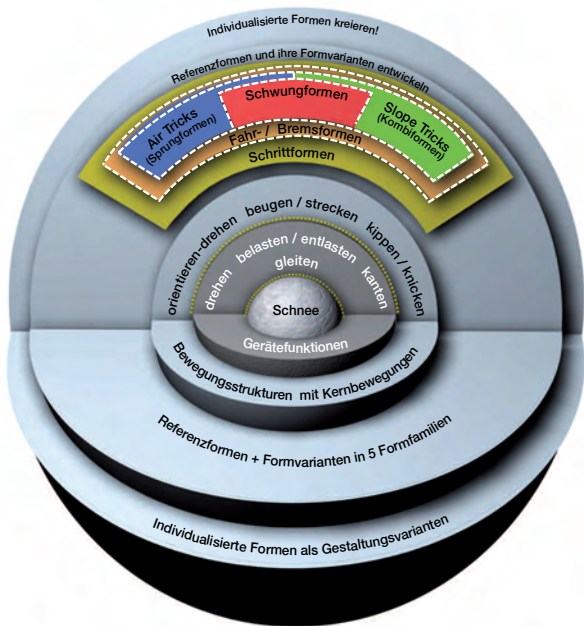 Individualisierte Formen kreieren!
Referenzformen und ihre Formvarianten entwickeln
Air Tricks
(Sprungformen)
Schwungformen
Slope Tricks
(Kombiformen)
Fahr- / Bremsformen
Schrittformen
orientieren-drehen beugen / strecken kippen / knicken
drehen belasten / entlasten kanten
gleiten
Schnee
Gerätefunktionen
Bewegungsstrukturen mit Kernbewegungen
Referenzformen + Formvarianten in 5 Formfamilien
Individualisierte Formen als Gestaltungsvarianten